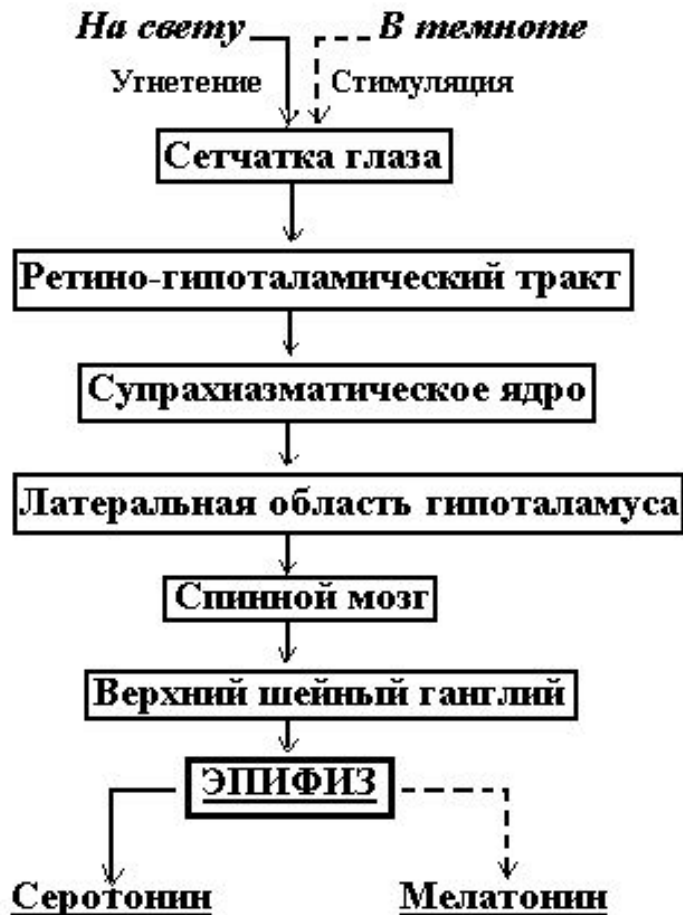 На свету В темноте
Угнетение Стимуляция
Сетчатка глаза
Ретино-гипоталамический тракт
Супрахиазматическое ядро
Латеральная область гипоталамуса
Спинной мозг
Верхний шейный ганглий
ЭПИФИЗ
Серотонин Мелатонин